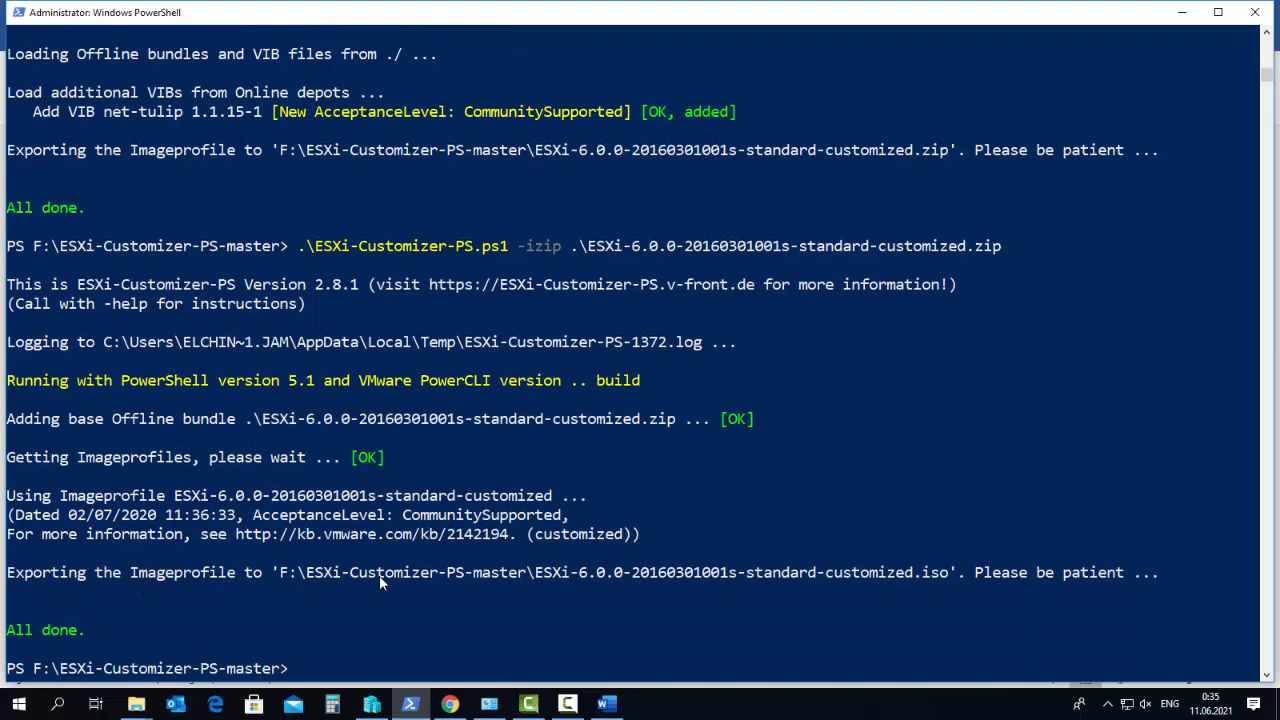 Administrator: Windows PowerShell
Loading Offline bundles and VIB files from ./ ...
Load additional VIBs from Online depots ...
Add VIB net-tulip 1.1.15-1 [New AcceptanceLevel: CommunitySupported] [OK, added]
Exporting the Imageprofile to 'F:\ESXi-Customizer-PS-master\ESXi-6.0.0-20160301001s-standard-customized.zip'. Please be patient ...
All done.
PS F:\ESXi-Customizer-PS-master> .\ESXi-Customizer-PS.ps1 -izip .\ESXi-6.0.0-20160301001s-standard-customized.zip
This is ESXi-Customizer-PS Version 2.8.1 (visit https://ESXi-Customizer-PS.v-front.de for more information!)
(Call with -help for instructions)
Logging to C:\Users\ELCHIN~1.JAM\AppData\Local\Temp\ESXi-Customizer-PS-1372.log ...
Running with PowerShell version 5.1 and VMware PowerCLI version .. build
Adding base Offline bundle .\ESXi-6.0.0-20160301001s-standard-customized.zip ... [OK]
Getting Imageprofiles, please wait ... [OK]
Using Imageprofile ESXi-6.0.0-20160301001s-standard-customized ...
(Dated 02/07/2020 11:36:33, AcceptanceLevel: CommunitySupported,
For more information, see http://kb.vmware.com/kb/2142194. (customized))
Exporting the Imageprofile to 'F:\ESXi-Customizer-PS-master\ESXi-6.0.0-20160301001s-standard-customized.iso'. Please be patient ...
All done.
PS F:\ESXi-Customizer-PS-master>
ENG
0:35
11.06.2021